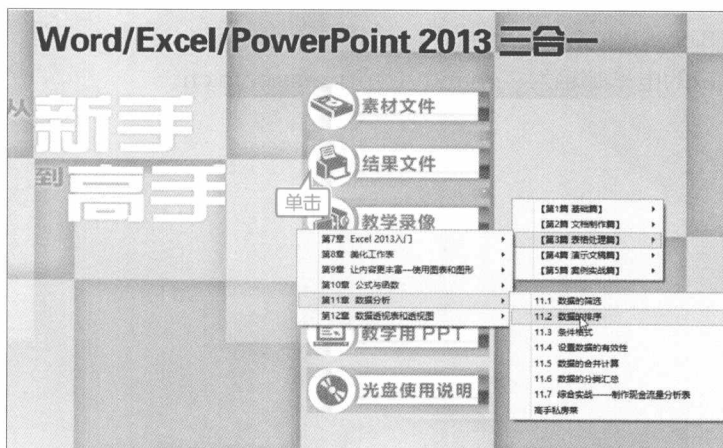 Word/Excel/PowerPoint 2013 三合一
从
新手
到
高手
素材文件
结果文件
单击
教学录像
【第1篇 基础篇】
【第2篇 文档制作篇】
【第3篇 表格处理篇】
【第4篇 演示文稿篇】
【第5篇 案例实战篇】
第7章 Excel 2013入门
第8章 美化工作表
第9章 让内容更丰富---使用图表和图形
第10章 公式与函数
第11章 数据分析
第12章 数据透视表和透视图
11.1 数据的筛选
11.2 数据的排序
11.3 条件格式
11.4 设置数据的有效性
11.5 数据的合并计算
11.6 数据的分类汇总
11.7 综合实战------制作现金流量分析表
高手私房菜
教学用 PPT
光盘使用说明